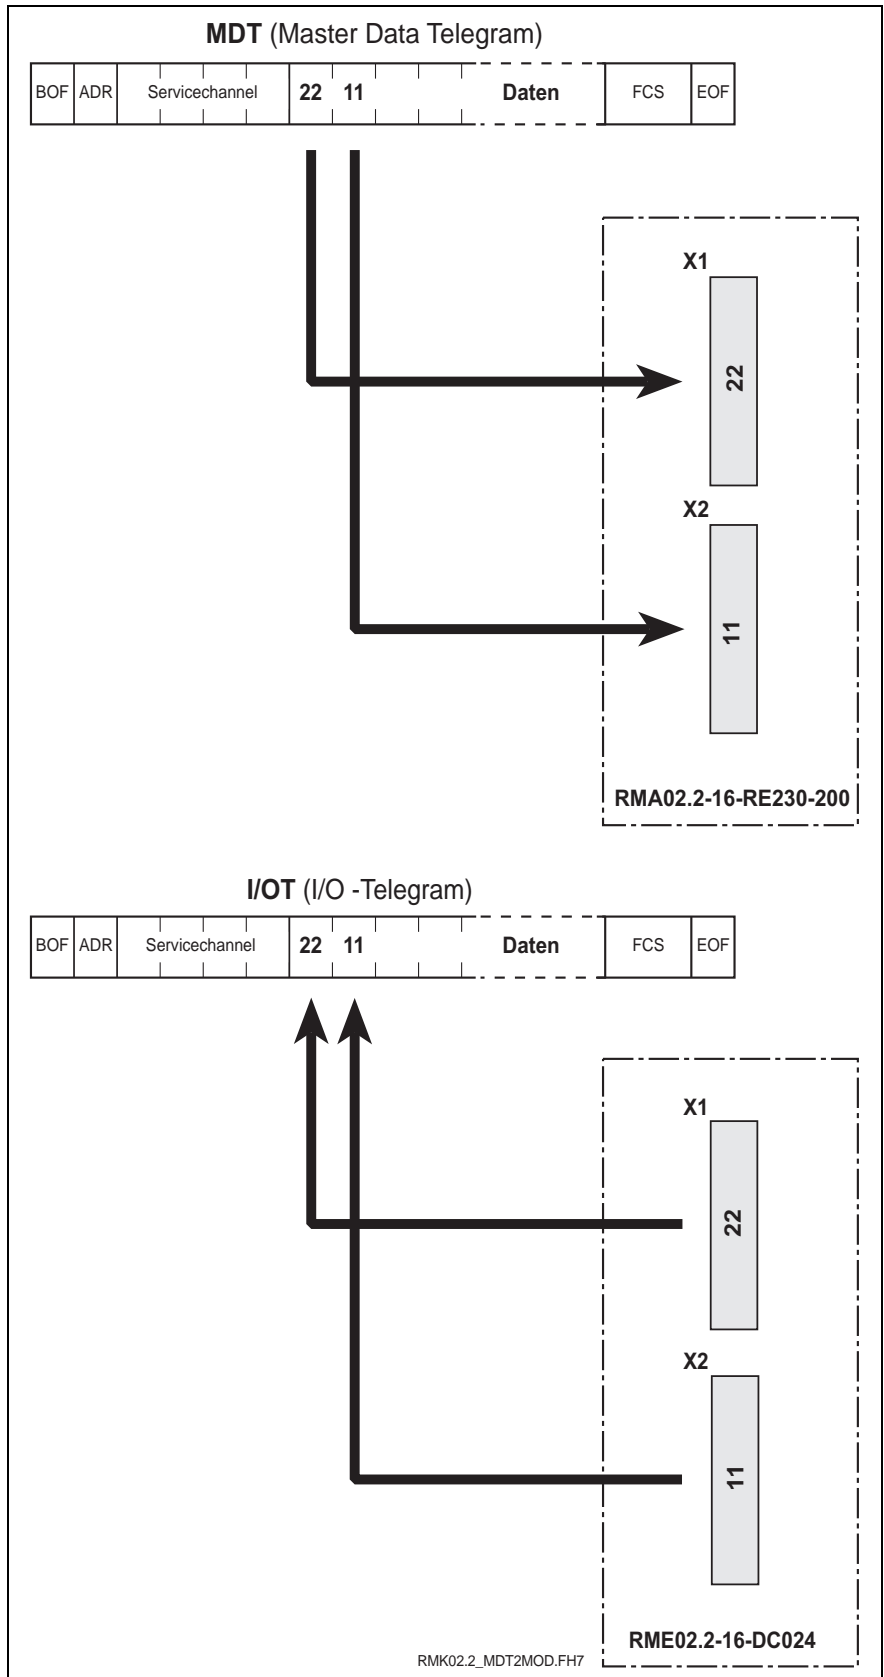 MDT (Master Data Telegram)
BOF ADR Servicechannel 22 11 Daten FCS EOF
X1
22
X2
11
RMA02.2-16-RE230-200
I/OT (I/O -Telegram)
BOF ADR Servicechannel 22 11 Daten FCS EOF
X1
22
X2
11
RME02.2-16-DC024
RMK02.2_MDT2MOD.FH7